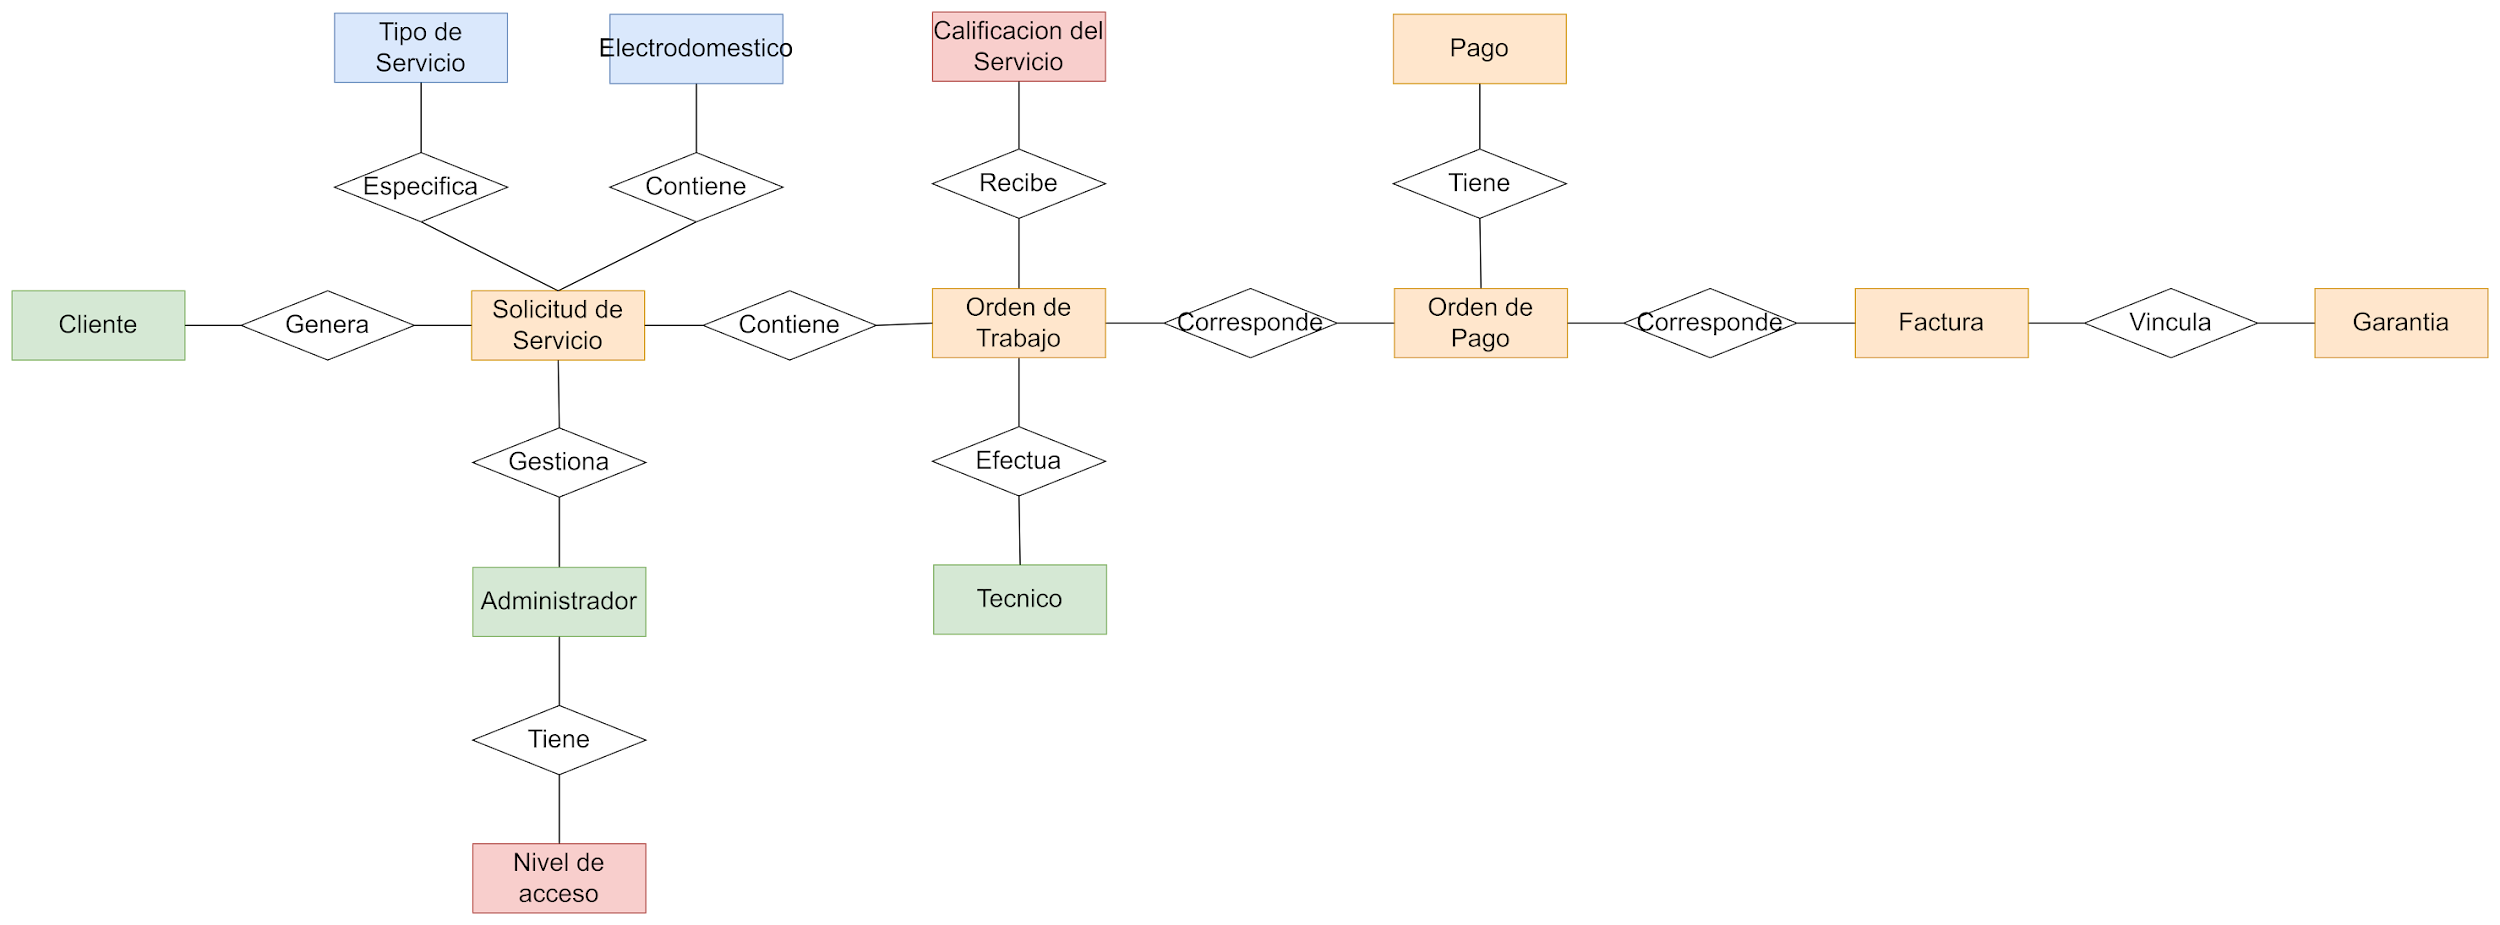 Tipo de
Servicio
Electrodomestico
Calificacion del
Servicio
Pago
Especifica
Contiene
Recibe
Tiene
Cliente
Genera
Solicitud de
Servicio
Contiene
Orden de
Trabajo
Corresponde
Orden de
Pago
Corresponde
Factura
Vincula
Garantia
Gestiona
Efectua
Administrador
Tecnico
Tiene
Nivel de
acceso